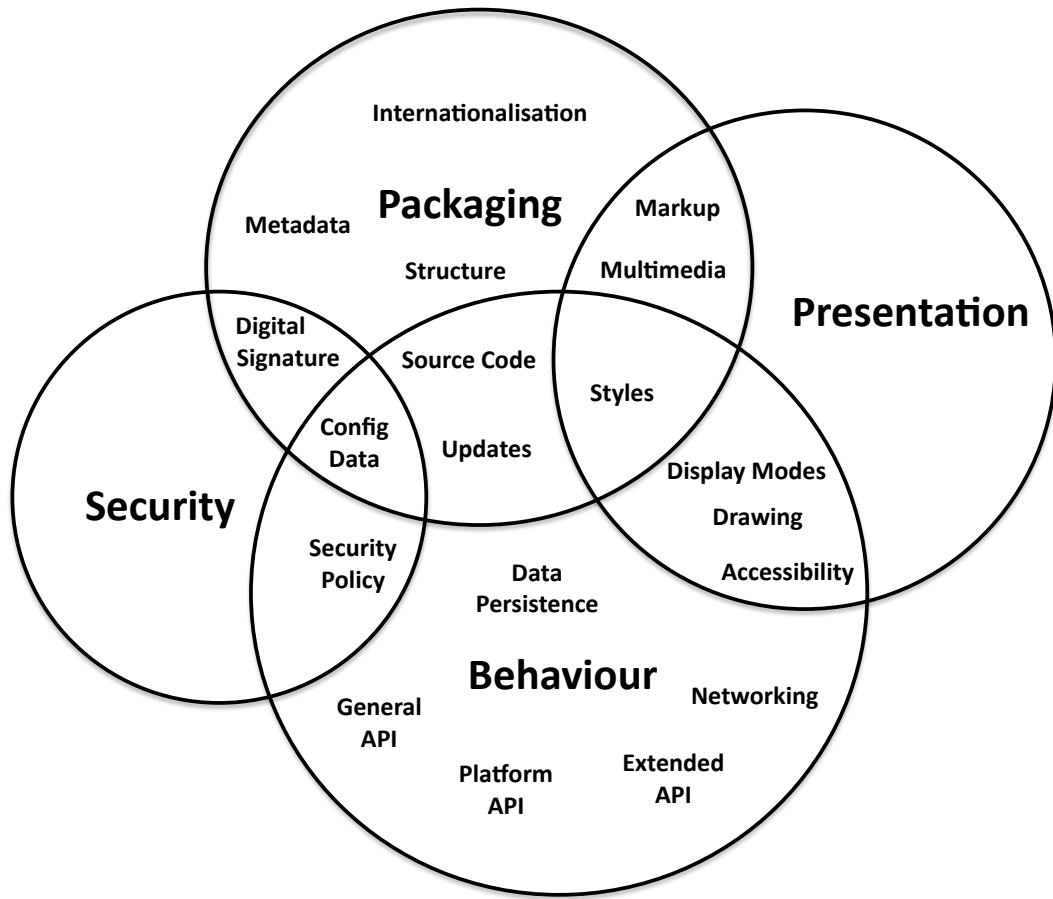 Internationalisation
Packaging
Metadata
Structure
Markup
Multimedia
Presentation
Digital
Signature
Source Code
Styles
Config
Data
Updates
Security
Display Modes
Drawing
Accessibility
Security
Policy
Data
Persistence
Behaviour
Networking
General
API
Platform
API
Extended
API